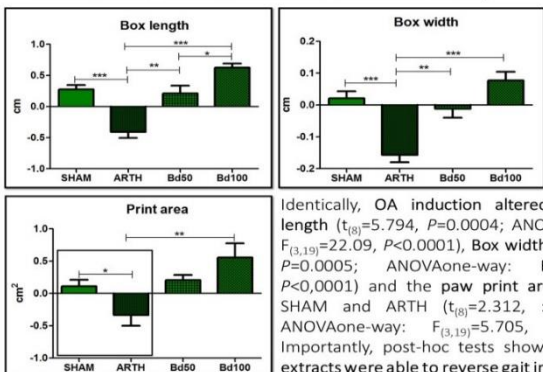 Box length
***
***
**
*
1.0
0.5
0.0
-0.5
-1.0
cm
SHAM ARTH Bd50 Bd100
Box width
***
***
**
0.2
0.1
0.0
-0.1
-0.2
cm
SHAM ARTH Bd50 Bd100
Print area
**
*
1.0
0.5
0.0
-0.5
-1.0
cm²
SHAM ARTH Bd50 Bd100
Identically, OA induction altered
length (t(8)=5.794, P=0.0004; ANO
F(3,19)=22.09, P<0.0001), Box width
P=0.0005; ANOVAone-way:
P<0,0001) and the paw print ar
SHAM and ARTH (t(8)=2.312,
ANOVAone-way: F(3,19)=5.705,
Importantly, post-hoc tests show
extracts were able to reverse gait in